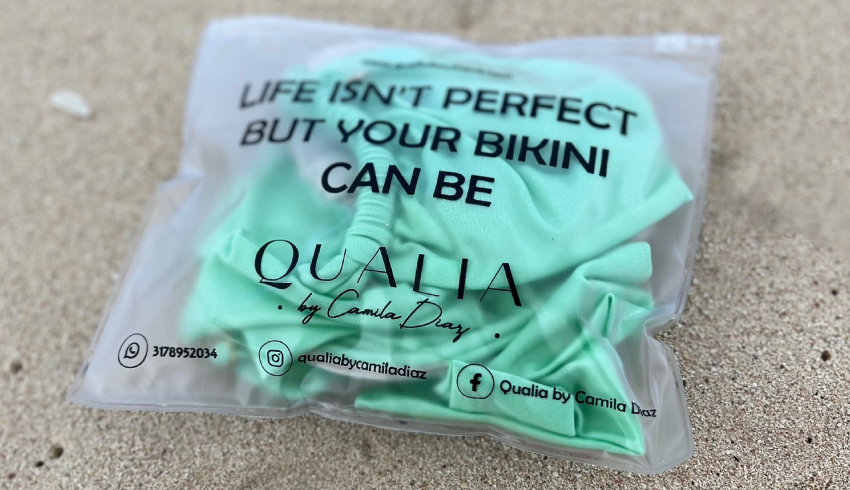 LIFE ISN'T PERFECT
BUT YOUR BIKINI
CAN BE
QUALIA
• by Camila Diaz •
3178952034
qualiabycamiladiaz
Qualia by Camila Diaz